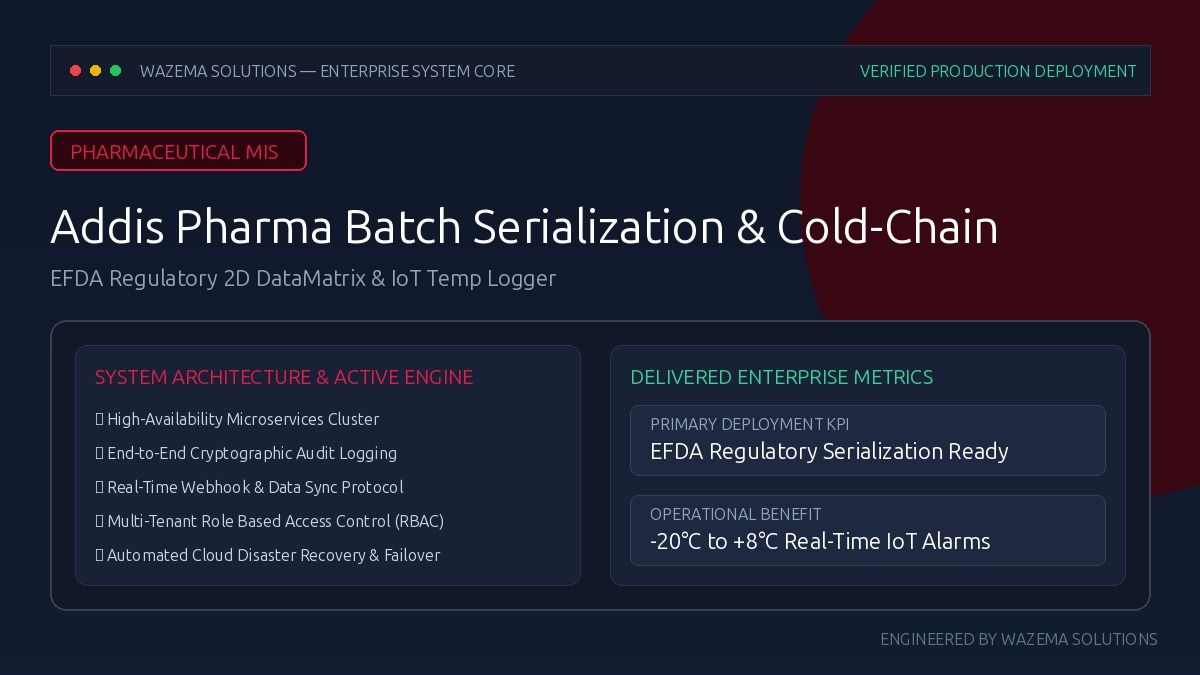 WAZEMA SOLUTIONS — ENTERPRISE SYSTEM CORE
VERIFIED PRODUCTION DEPLOYMENT
PHARMACEUTICAL MIS
Addis Pharma Batch Serialization & Cold-Chain
EFDA Regulatory 2D DataMatrix & IoT Temp Logger
SYSTEM ARCHITECTURE & ACTIVE ENGINE
High-Availability Microservices Cluster
End-to-End Cryptographic Audit Logging
Real-Time Webhook & Data Sync Protocol
Multi-Tenant Role Based Access Control (RBAC)
Automated Cloud Disaster Recovery & Failover
DELIVERED ENTERPRISE METRICS
PRIMARY DEPLOYMENT KPI
EFDA Regulatory Serialization Ready
OPERATIONAL BENEFIT
-20°C to +8°C Real-Time IoT Alarms
ENGINEERED BY WAZEMA SOLUTIONS